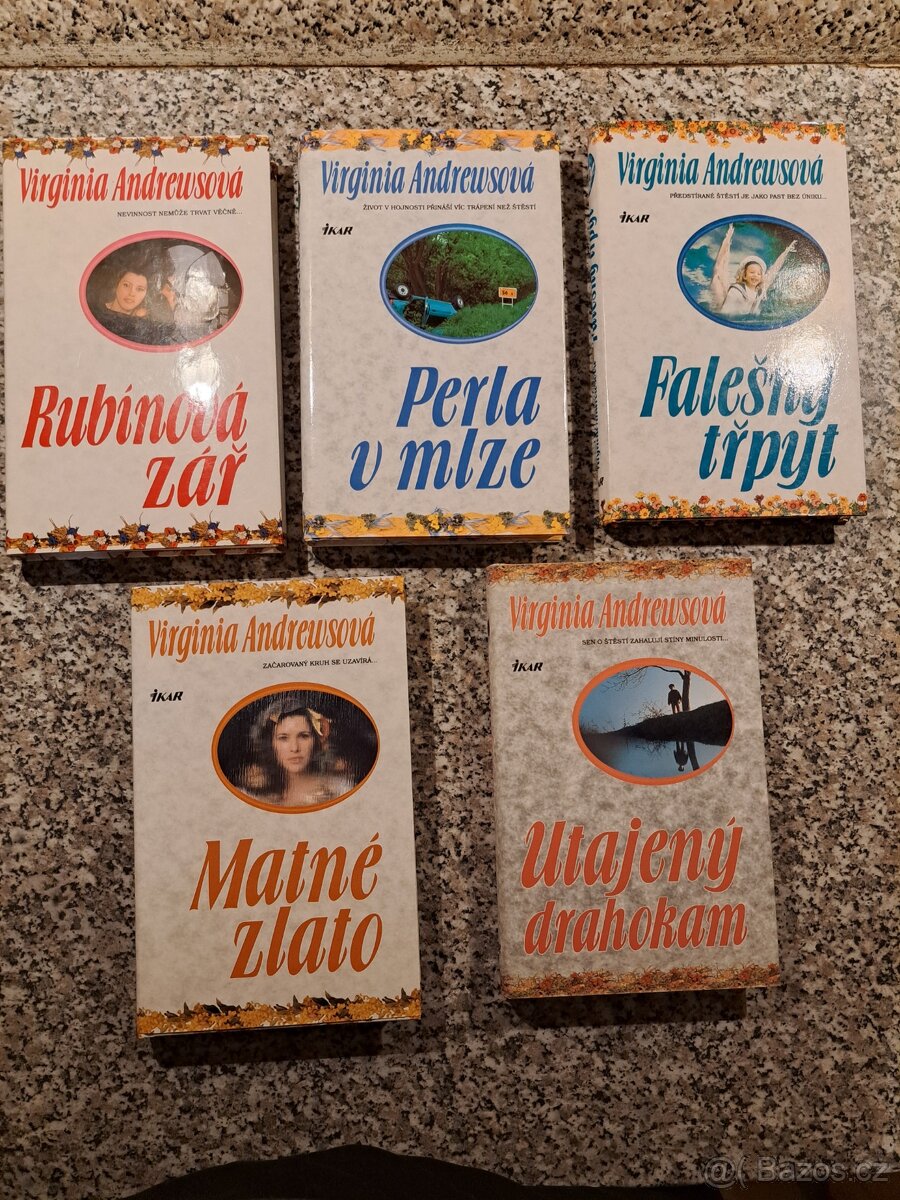 Virginia Andrewsová
NEVINNOST NEMŮŽE TRVAT VĚČNĚ...
Rubínová
zář
Virginia Andrewsová
ŽIVOT V HOJNOSTI PŘINÁŠÍ VÍC TRÁPENÍ NEŽ ŠTĚSTÍ
IKAR
Perla
v mlze
Virginia Andrewsová
PŘEDSTÍRANÉ ŠTĚSTÍ JE JAKO PAST BEZ ÚNIKU...
IKAR
Falešný
třpyt
Virginia Andrewsová
ZAČAROVANÝ KRUH SE UZAVÍRÁ...
IKAR
Matné
zlato
Virginia Andrewsová
SEN O ŠTĚSTÍ ZAHALUJÍ STÍNY MINULOSTI...
IKAR
Utajený
drahokam
@( Bazos.cz